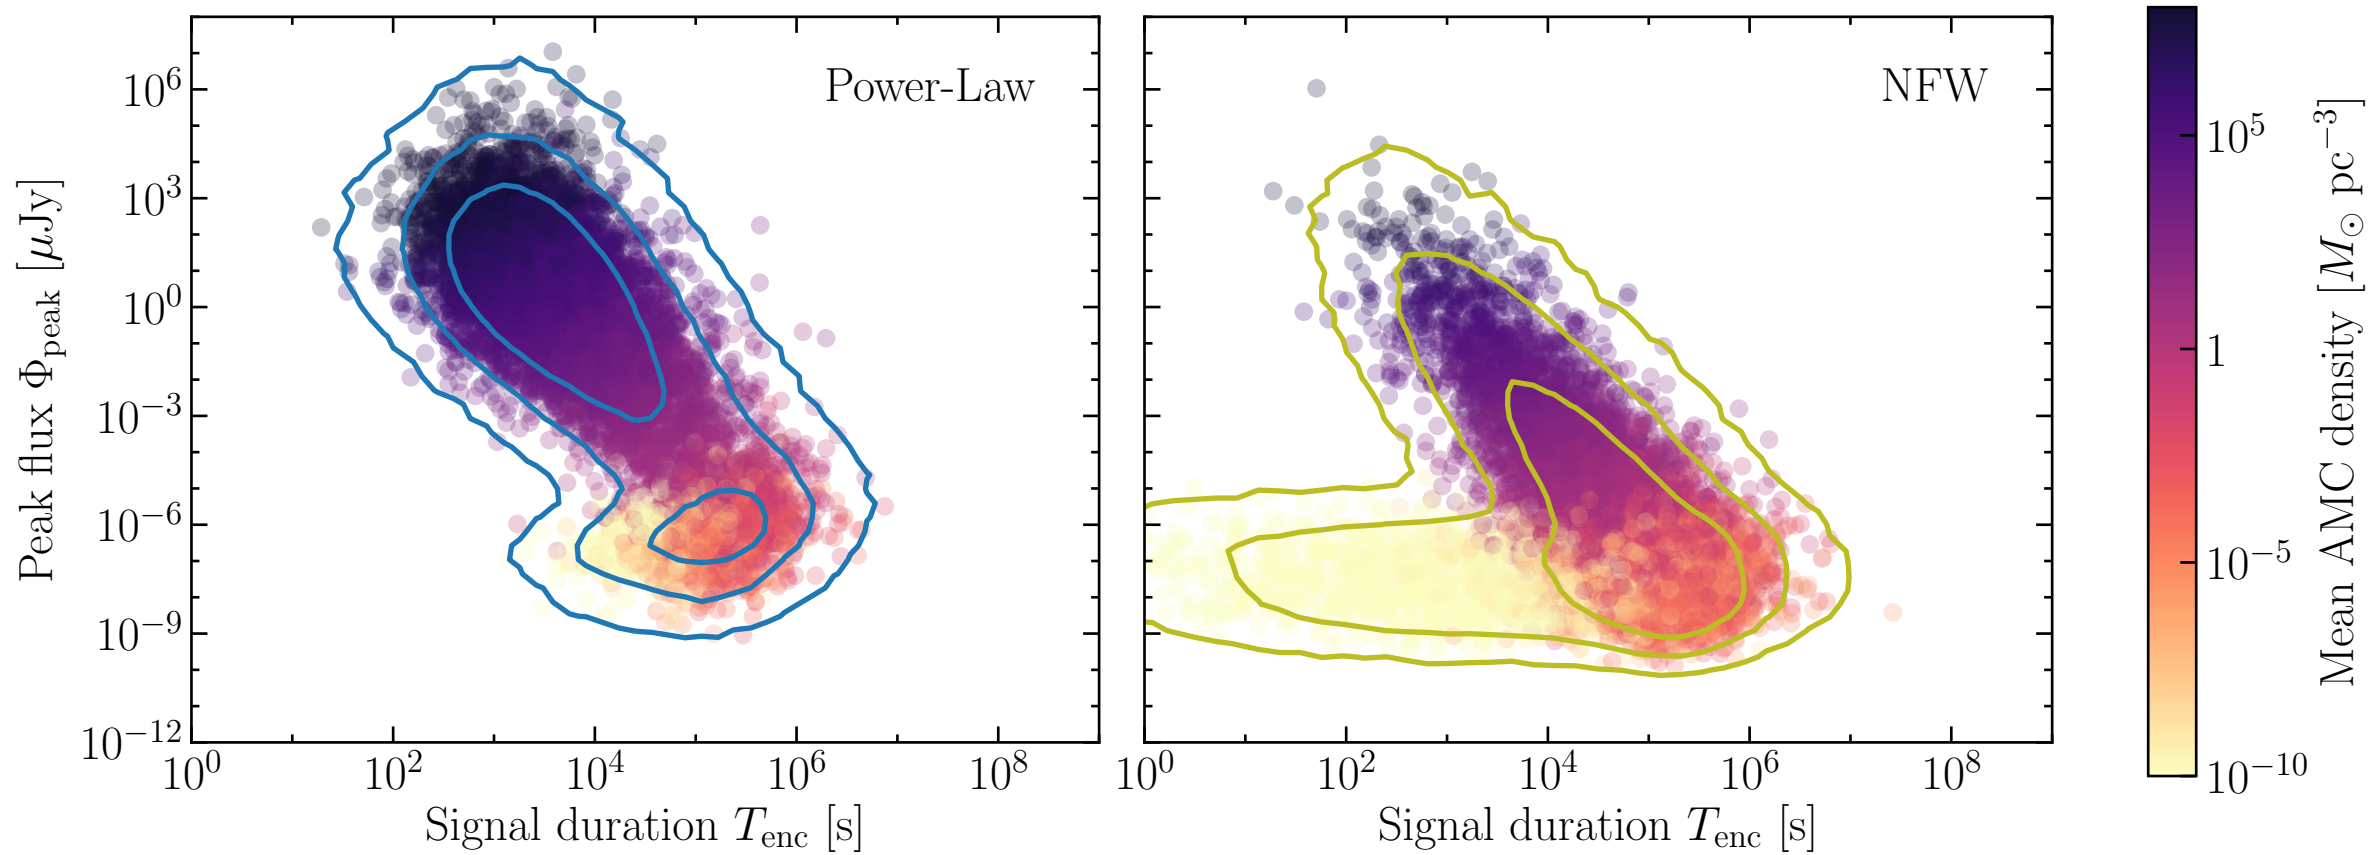 Peak flux Φ_peak [μJy]
10^6
10^3
10^0
10^−3
10^−6
10^−9
10^−12
Power-Law
10^0 10^2 10^4 10^6 10^8
Signal duration T_enc [s]
NFW
10^0 10^2 10^4 10^6 10^8
Signal duration T_enc [s]
10^5
1
10^−5
10^−10
Mean AMC density [M_⊙ pc^−3]